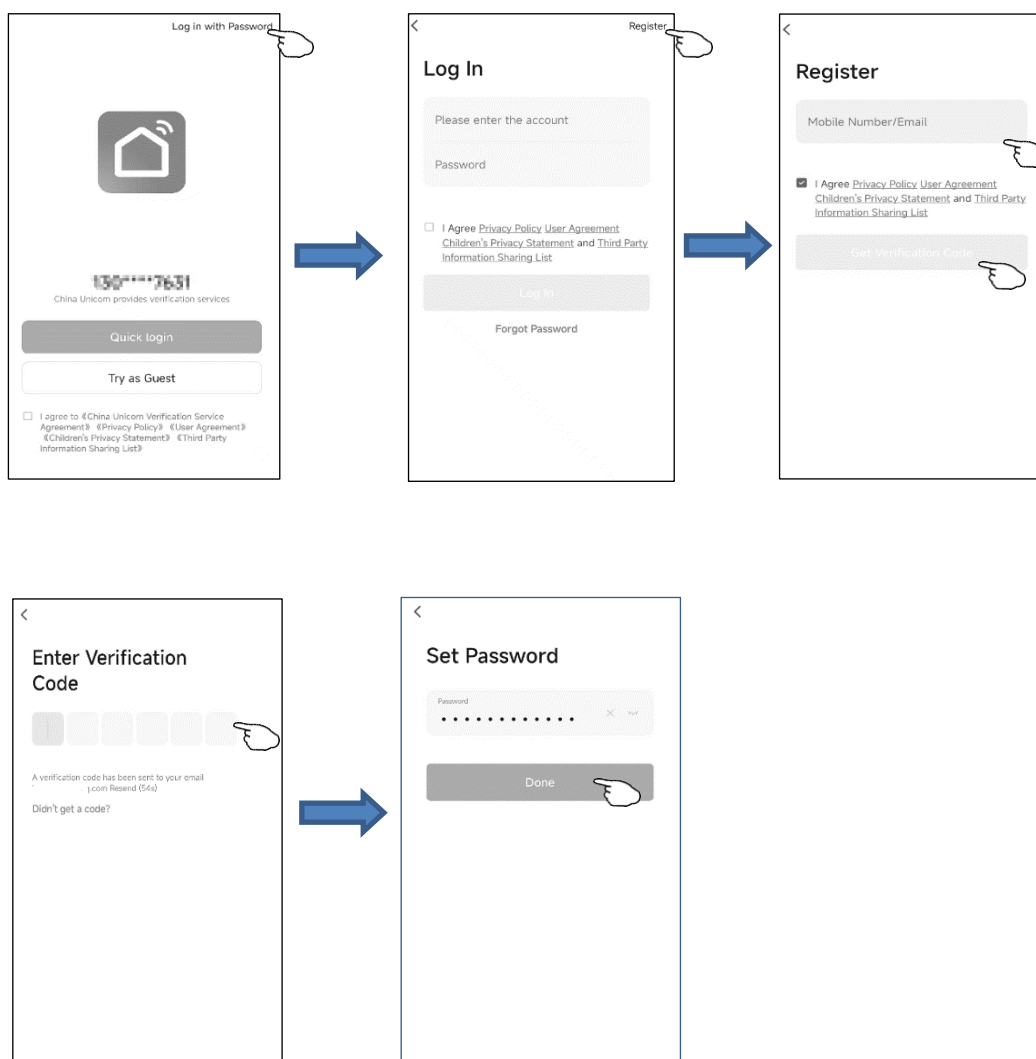 Log in with Password
130****7631
China Unicom provides verification services
Quick login
Try as Guest
I agree to 《China Unicom Verification Service
Agreement》 《Privacy Policy》 《User Agreement》
《Children's Privacy Statement》 《Third Party
Information Sharing List》
Register
Log In
Please enter the account
Password
I Agree Privacy Policy User Agreement
Children's Privacy Statement and Third Party
Information Sharing List
Log In
Forgot Password
Register
Mobile Number/Email
I Agree Privacy Policy User Agreement
Children's Privacy Statement and Third Party
Information Sharing List
Get Verification Code
Enter Verification
Code
A verification code has been sent to your email
.com Resend (54s)
Didn't get a code?
Set Password
Password
Done